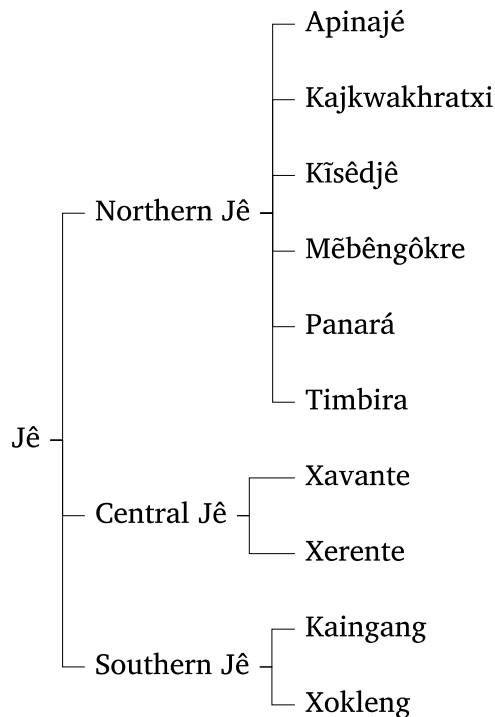 Apinajé
Kajkwakhratxi
Kĩsêdjê
Northern Jê
Mẽbêngôkre
Panará
Timbira
Jê
Xavante
Central Jê
Xerente
Kaingang
Southern Jê
Xokleng